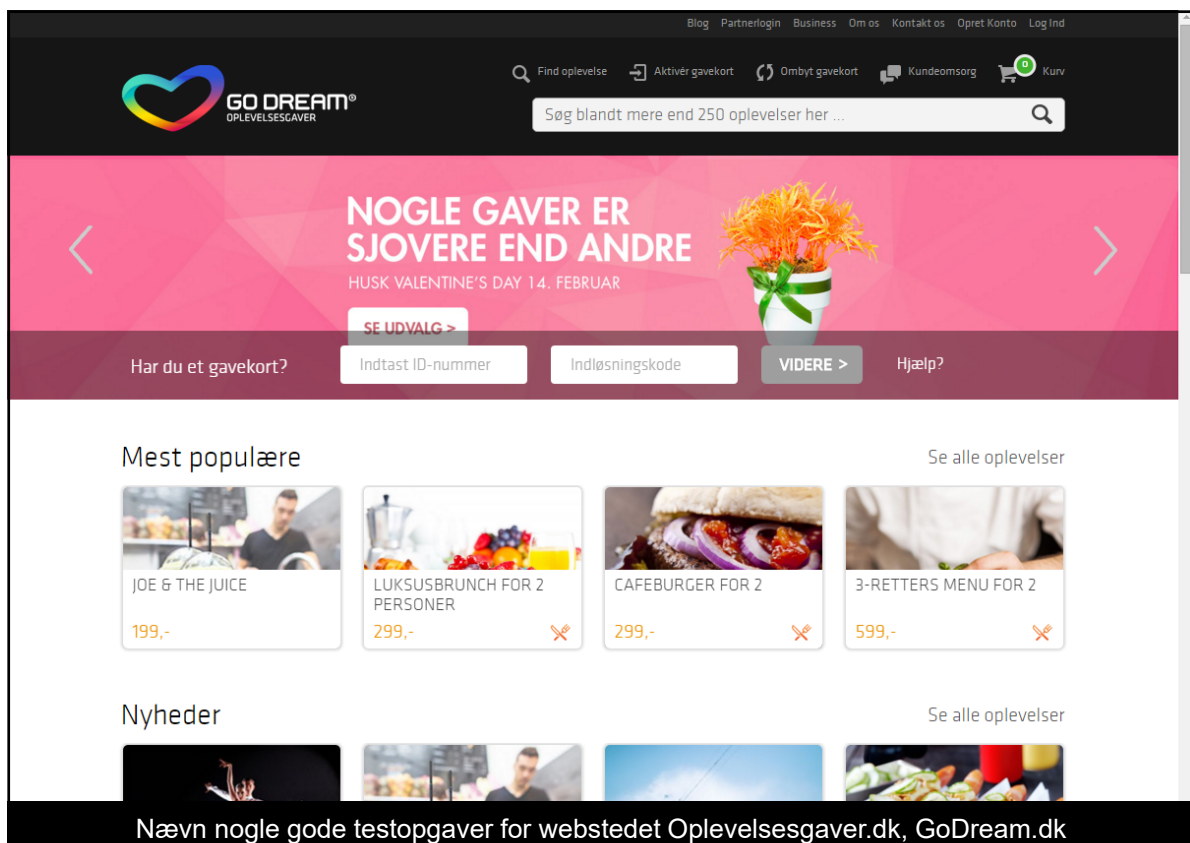 Blog Partnerlogin Business Om os Kontakt os Opret Konto Log Ind
Find oplevelse Aktivér gavekort Ombyt gavekort Kundeomsorg 0 Kurv
GO DREAM®
OPLEVELSESGAVER
Søg blandt mere end 250 oplevelser her ...
NOGLE GAVER ER
SJOVERE END ANDRE
HUSK VALENTINE'S DAY 14. FEBRUAR
SE UDVALG >
Har du et gavekort? Indtast ID-nummer Indløsningskode VIDERE > Hjælp?
Mest populære Se alle oplevelser
JOE & THE JUICE
199,-
LUKSUSBRUNCH FOR 2
PERSONER
299,-
CAFEBURGER FOR 2
299,-
3-RETTERS MENU FOR 2
599,-
Nyheder Se alle oplevelser
Nævn nogle gode testopgaver for webstedet Oplevelsesgaver.dk, GoDream.dk